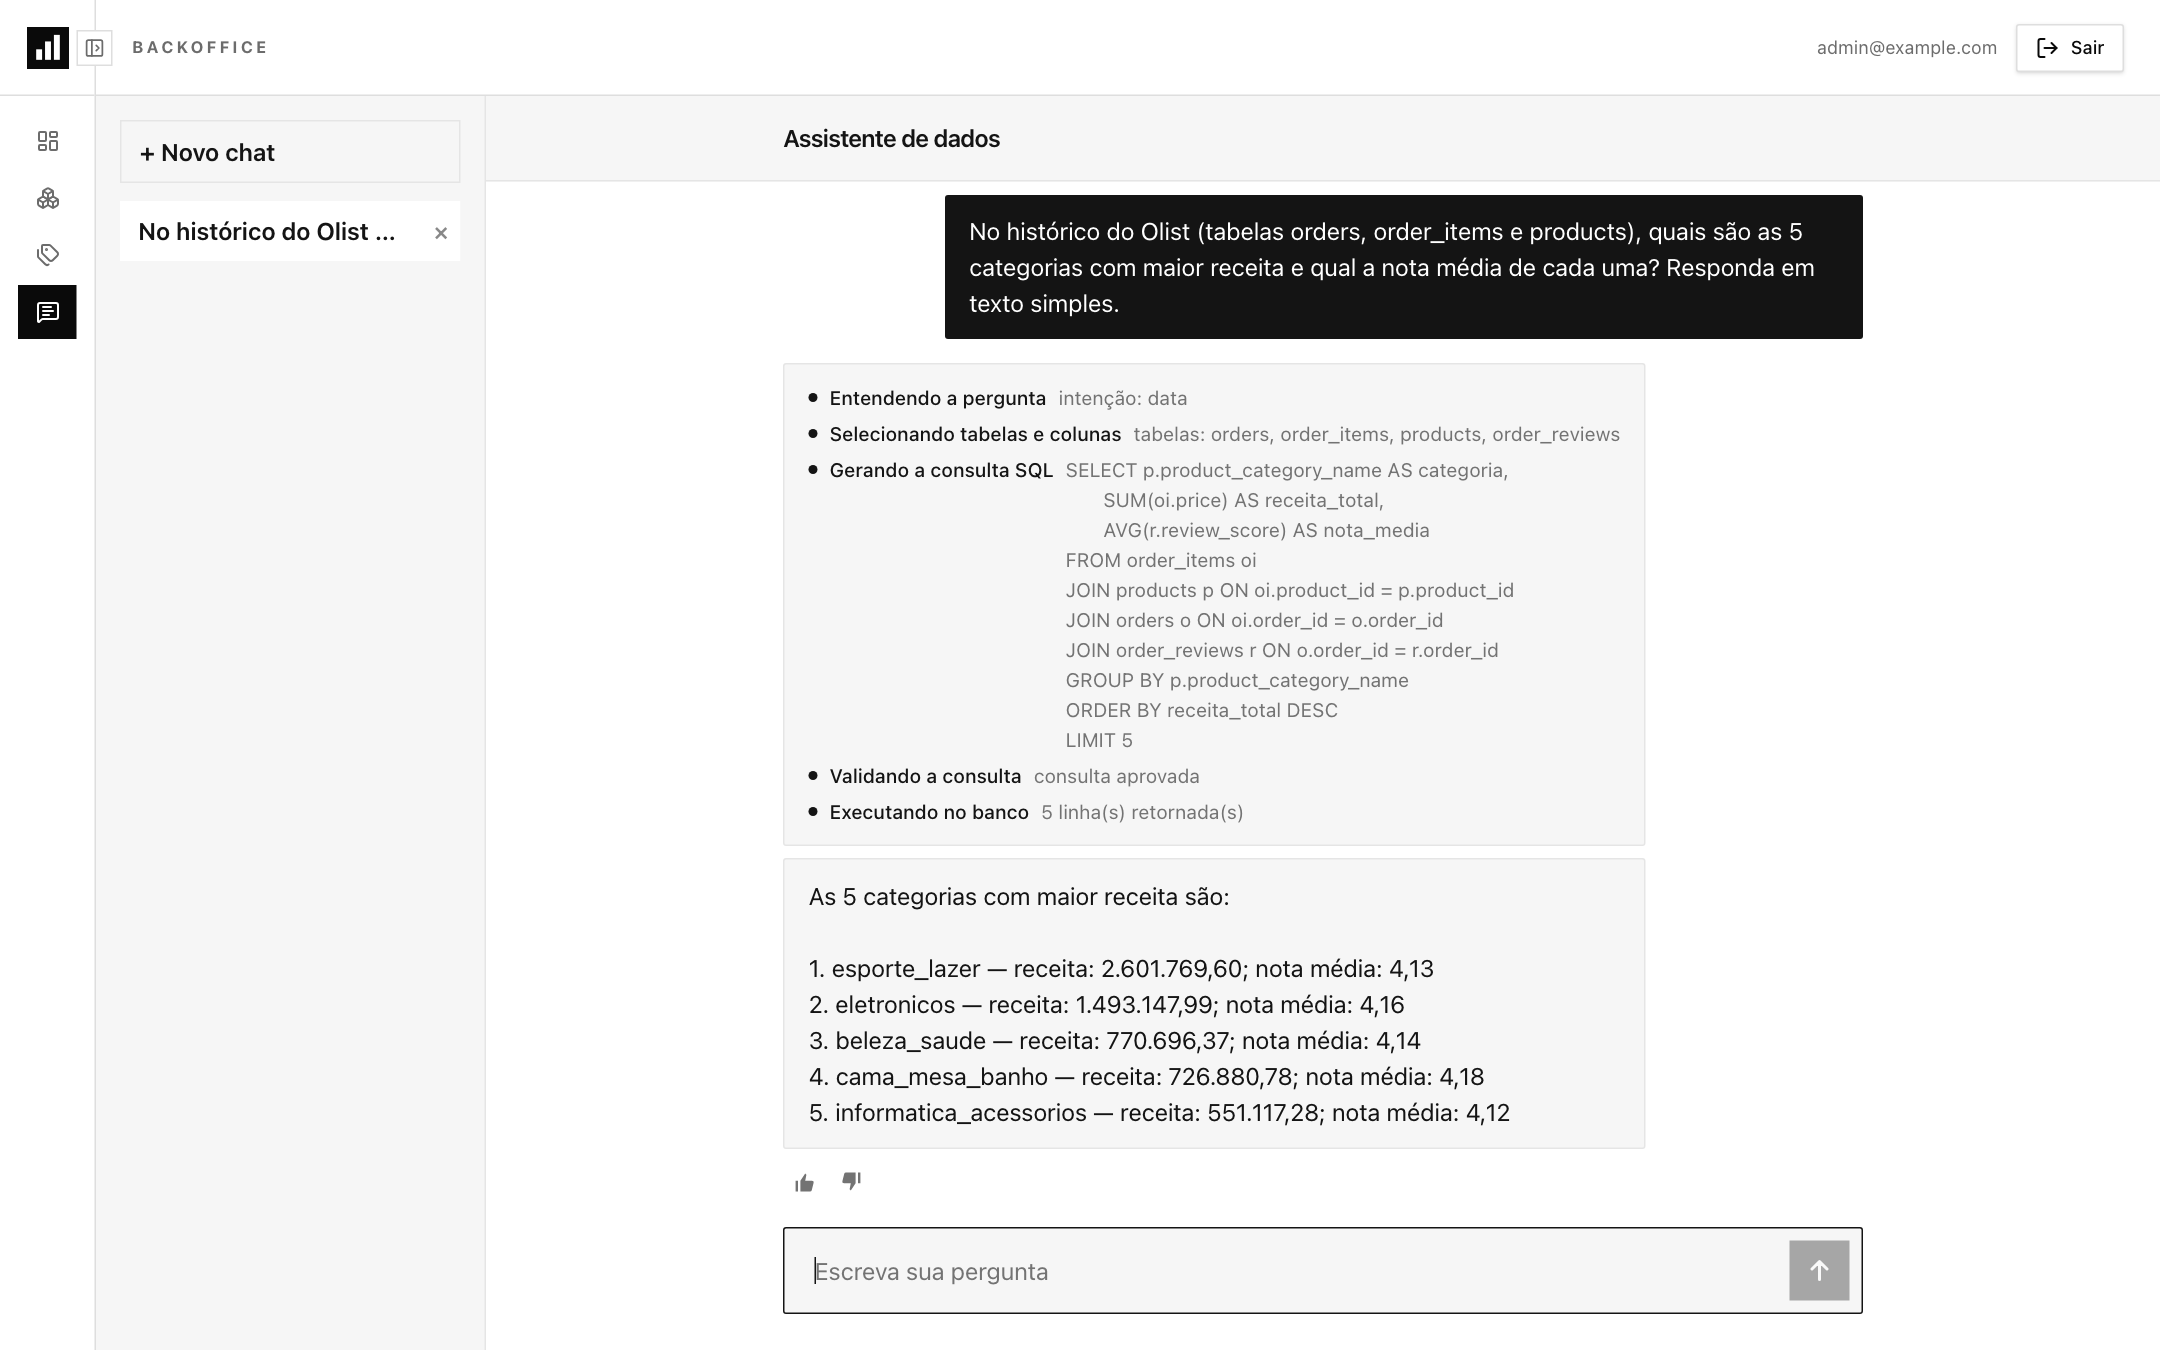 BACKOFFICE
admin@example.com
Sair
+ Novo chat
No histórico do Olist ...
×
Assistente de dados
No histórico do Olist (tabelas orders, order_items e products), quais são as 5
categorias com maior receita e qual a nota média de cada uma? Responda em
texto simples.
Entendendo a pergunta intenção: data
Selecionando tabelas e colunas tabelas: orders, order_items, products, order_reviews
Gerando a consulta SQL SELECT p.product_category_name AS categoria,
SUM(oi.price) AS receita_total,
AVG(r.review_score) AS nota_media
FROM order_items oi
JOIN products p ON oi.product_id = p.product_id
JOIN orders o ON oi.order_id = o.order_id
JOIN order_reviews r ON o.order_id = r.order_id
GROUP BY p.product_category_name
ORDER BY receita_total DESC
LIMIT 5
Validando a consulta consulta aprovada
Executando no banco 5 linha(s) retornada(s)
As 5 categorias com maior receita são:
1. esporte_lazer — receita: 2.601.769,60; nota média: 4,13
2. eletronicos — receita: 1.493.147,99; nota média: 4,16
3. beleza_saude — receita: 770.696,37; nota média: 4,14
4. cama_mesa_banho — receita: 726.880,78; nota média: 4,18
5. informatica_acessorios — receita: 551.117,28; nota média: 4,12
Escreva sua pergunta